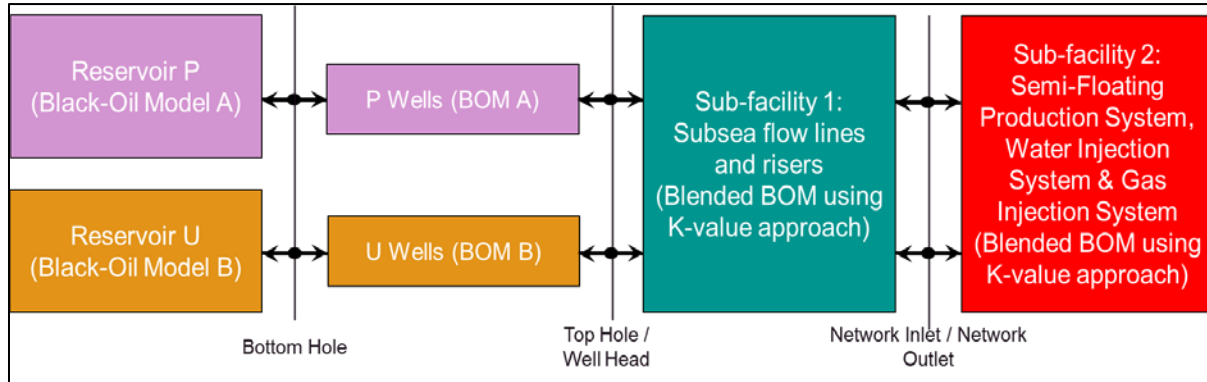 Reservoir P
(Black-Oil Model A)
P Wells (BOM A)
Reservoir U
(Black-Oil Model B)
U Wells (BOM B)
Sub-facility 1:
Subsea flow lines
and risers
(Blended BOM using
K-value approach)
Sub-facility 2:
Semi-Floating
Production System,
Water Injection
System & Gas
Injection System
(Blended BOM using
K-value approach)
Bottom Hole
Top Hole /
Well Head
Network Inlet / Network
Outlet